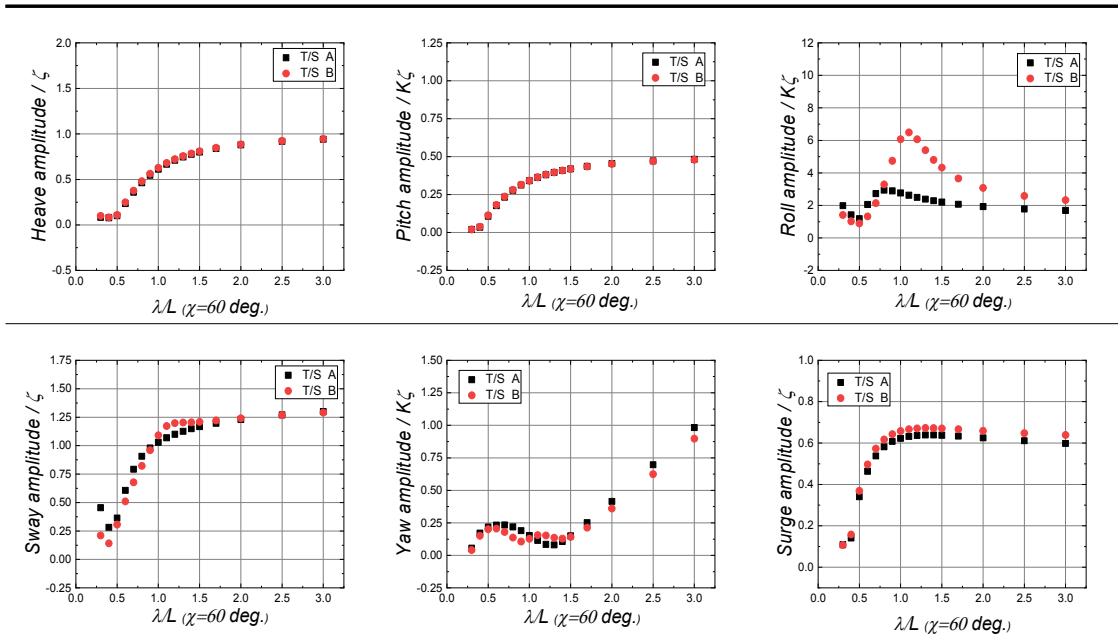 Heave amplitude / ζ
2.0
1.5
1.0
0.5
0.0
-0.5
T/S A
T/S B
0.0 0.5 1.0 1.5 2.0 2.5 3.0
λ/L (χ=60 deg.)
Pitch amplitude / Kζ
1.25
1.00
0.75
0.50
0.25
0.00
-0.25
T/S A
T/S B
0.0 0.5 1.0 1.5 2.0 2.5 3.0
λ/L (χ=60 deg.)
Roll amplitude / Kζ
12
10
8
6
4
2
0
-2
T/S A
T/S B
0.0 0.5 1.0 1.5 2.0 2.5 3.0
λ/L (χ=60 deg.)
Sway amplitude / ζ
1.75
1.50
1.25
1.00
0.75
0.50
0.25
0.00
-0.25
T/S A
T/S B
0.0 0.5 1.0 1.5 2.0 2.5 3.0
λ/L (χ=60 deg.)
Yaw amplitude / Kζ
1.50
1.25
1.00
0.75
0.50
0.25
0.00
-0.25
T/S A
T/S B
0.0 0.5 1.0 1.5 2.0 2.5 3.0
λ/L (χ=60 deg.)
Surge amplitude / ζ
1.0
0.8
0.6
0.4
0.2
0.0
T/S A
T/S B
0.0 0.5 1.0 1.5 2.0 2.5 3.0
λ/L (χ=60 deg.)